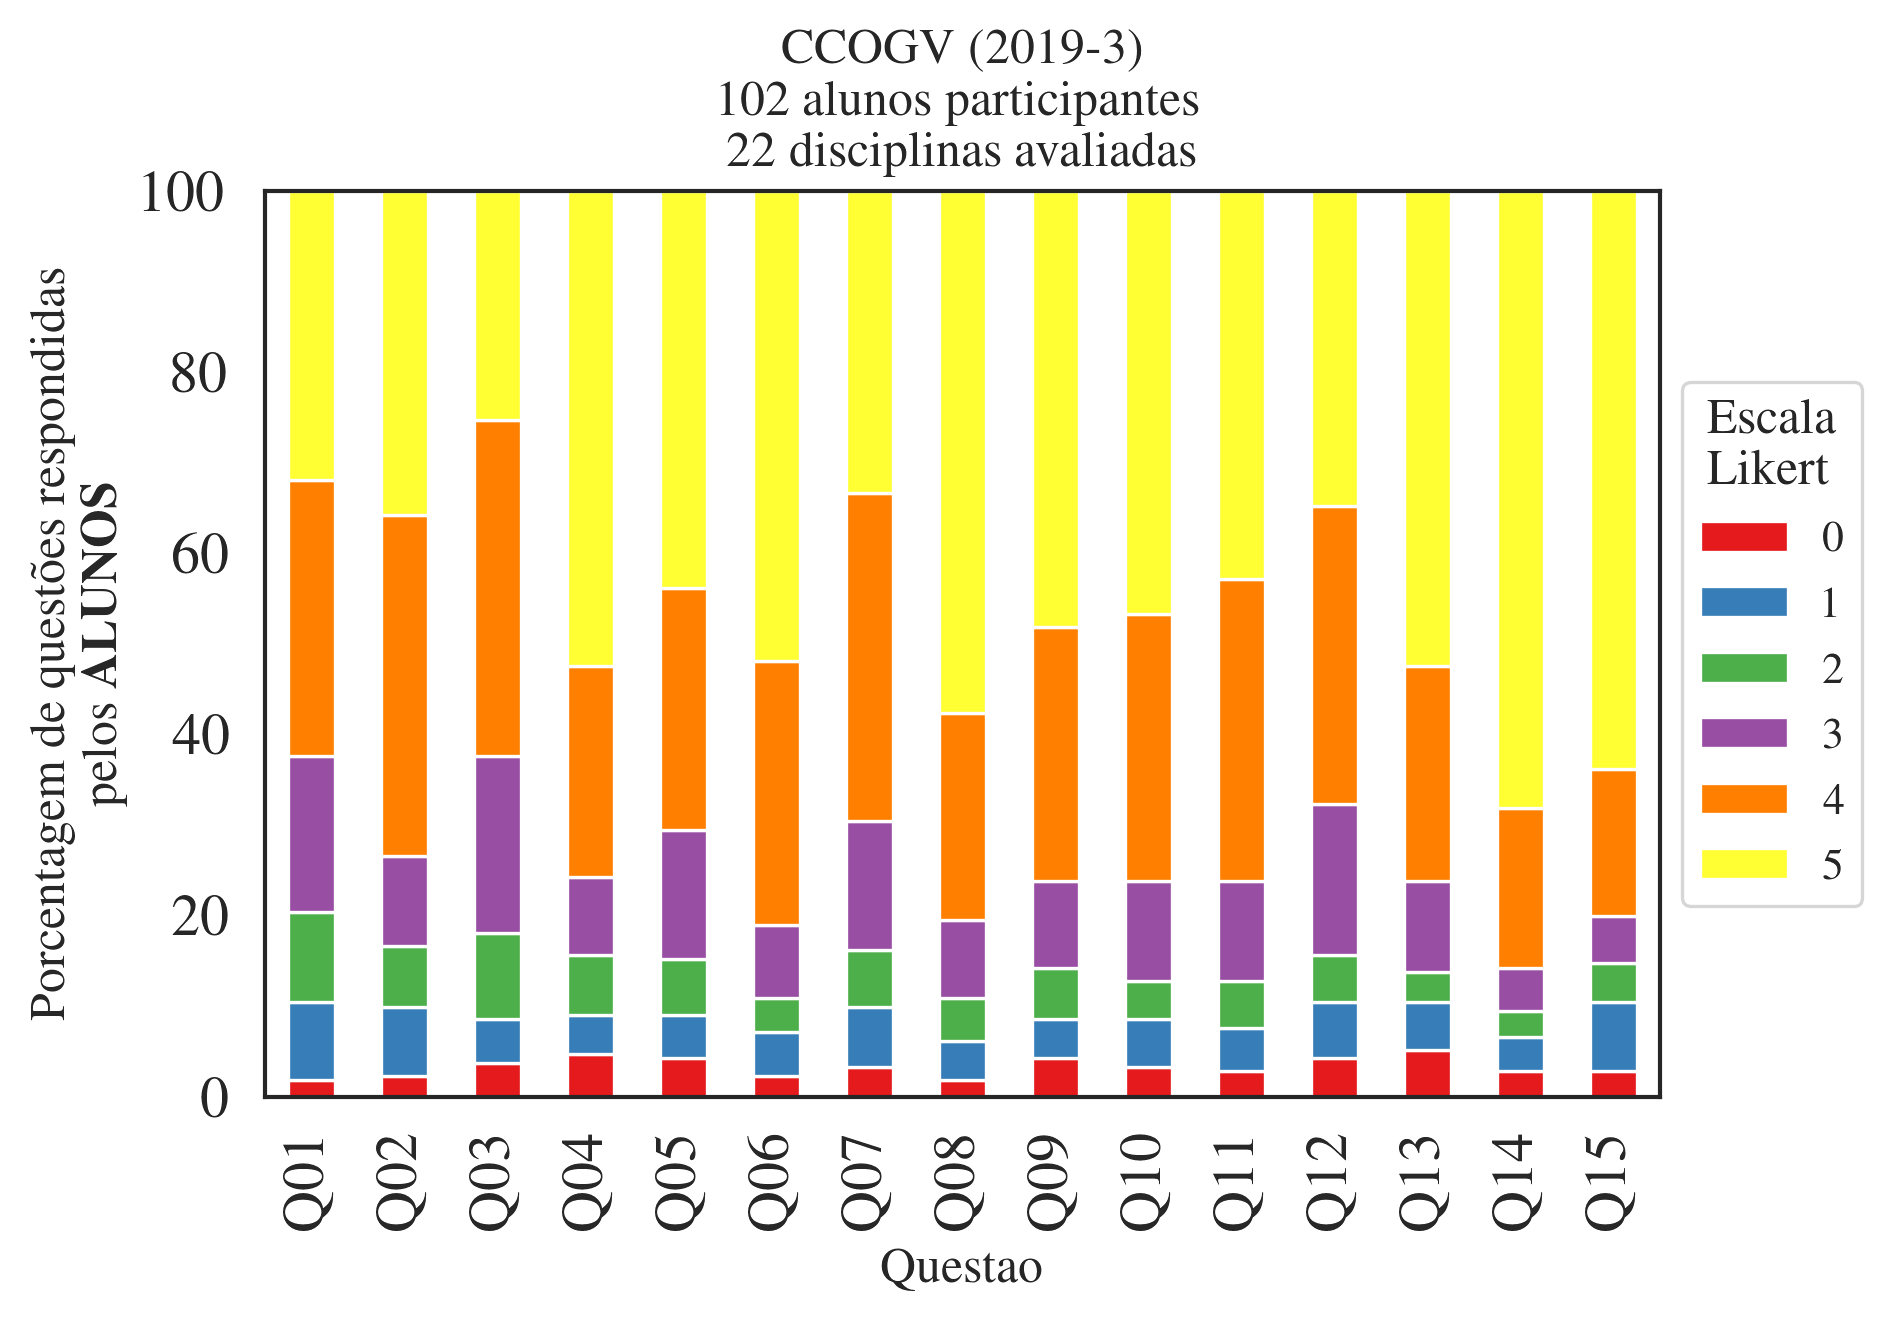 CCOGV (2019-3)
102 alunos participantes
22 disciplinas avaliadas
Porcentagem de questões respondidas
pelos ALUNOS
100
80
60
40
20
0
Q01
Q02
Q03
Q04
Q05
Q06
Q07
Q08
Q09
Q10
Q11
Q12
Q13
Q14
Q15
Questao
Escala
Likert
0
1
2
3
4
5